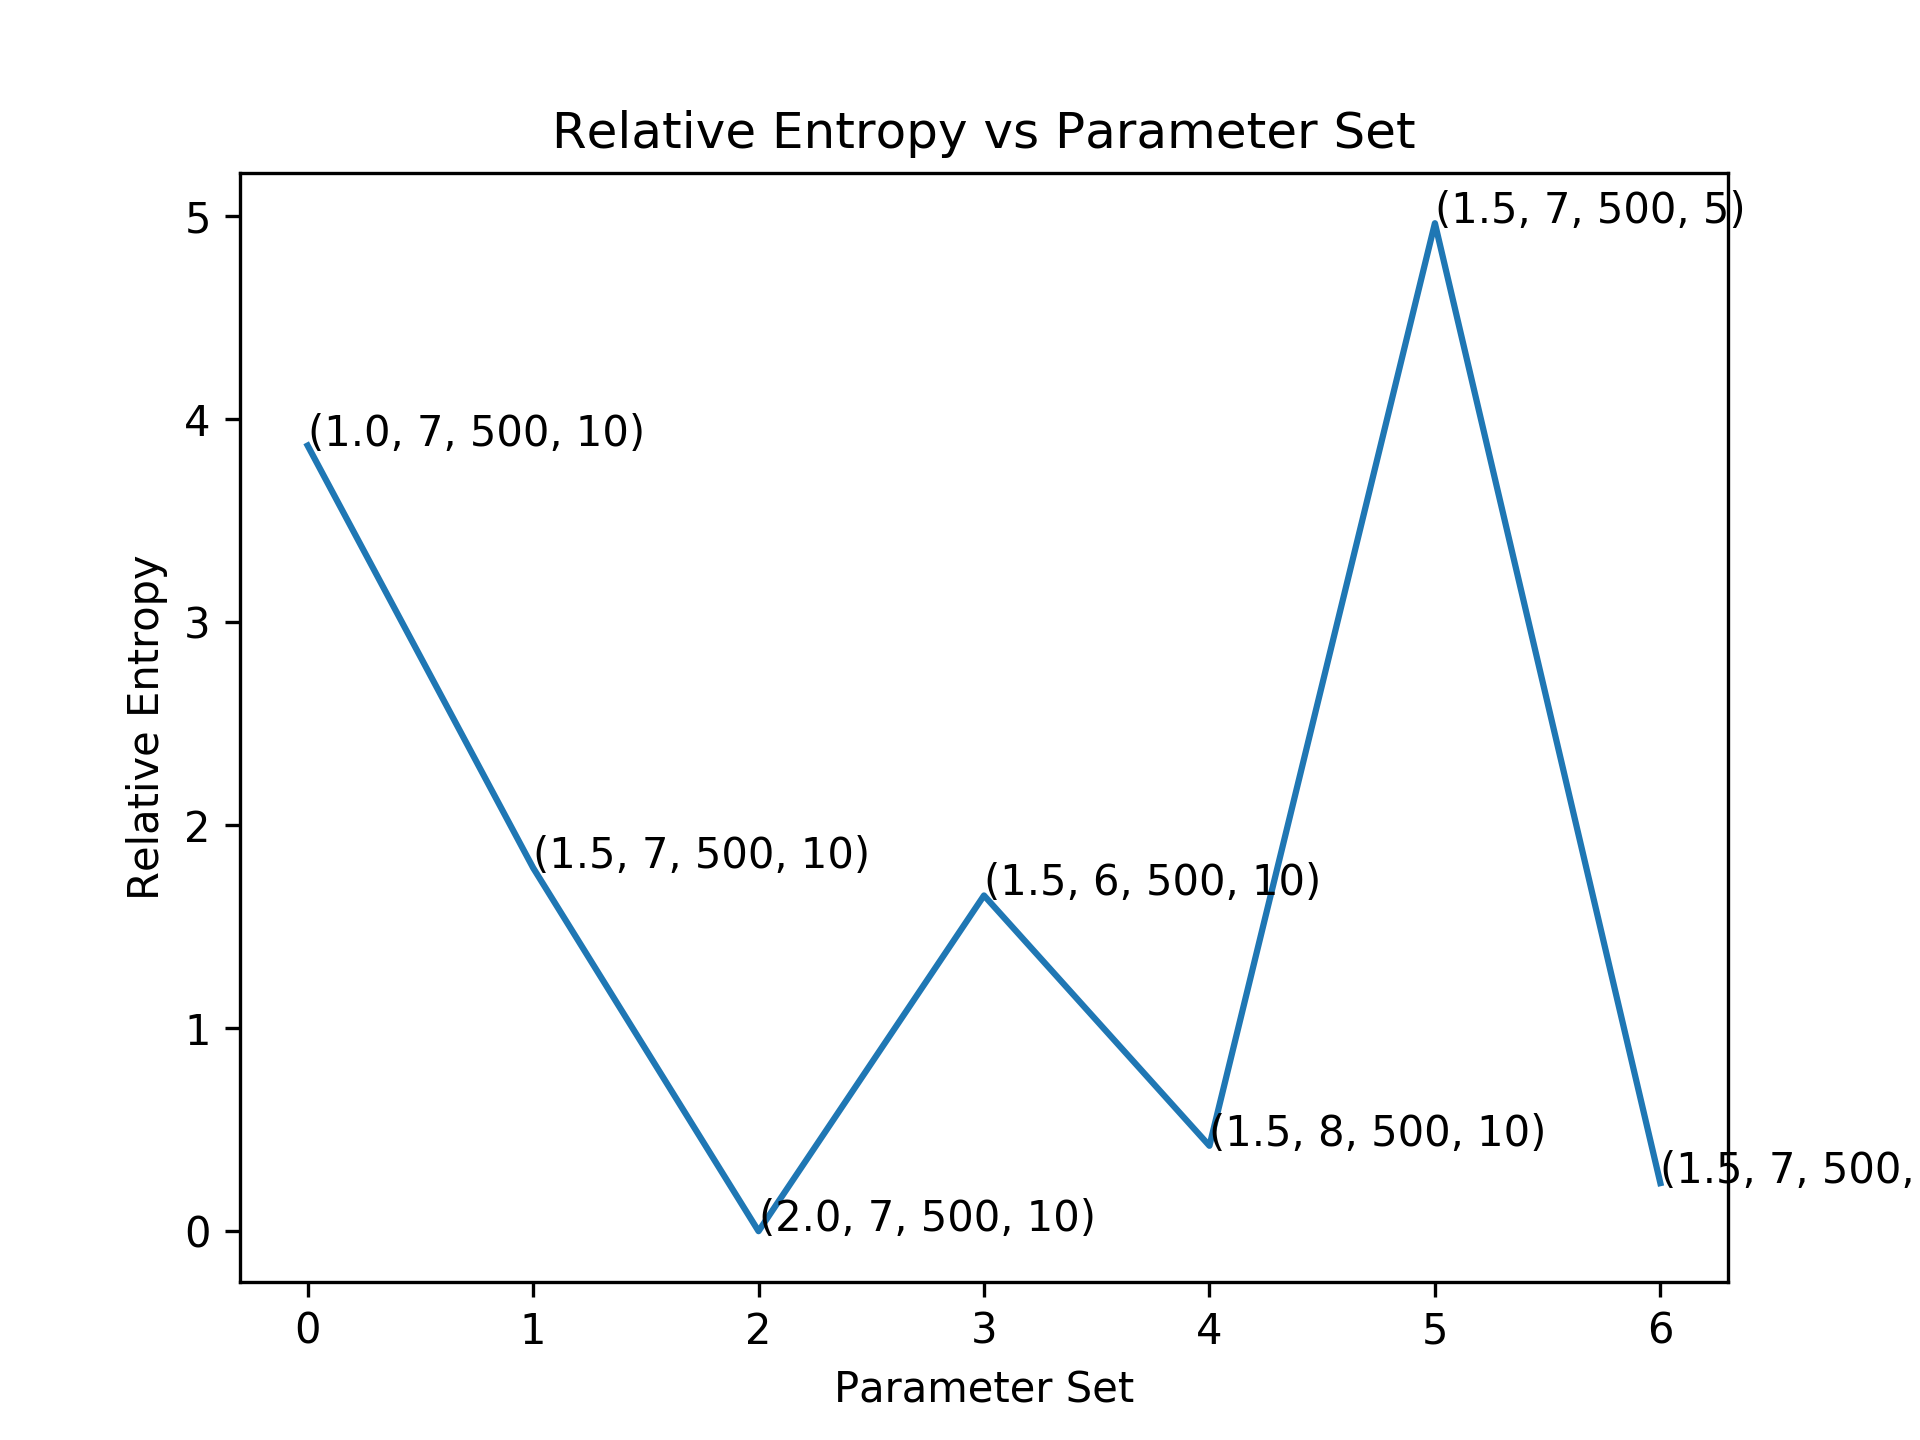 Relative Entropy vs Parameter Set
5
4
3
2
1
0
Relative Entropy
(1.0, 7, 500, 10)
(1.5, 7, 500, 10)
(2.0, 7, 500, 10)
(1.5, 6, 500, 10)
(1.5, 8, 500, 10)
(1.5, 7, 500, 5)
(1.5, 7, 500,
0 1 2 3 4 5 6
Parameter Set